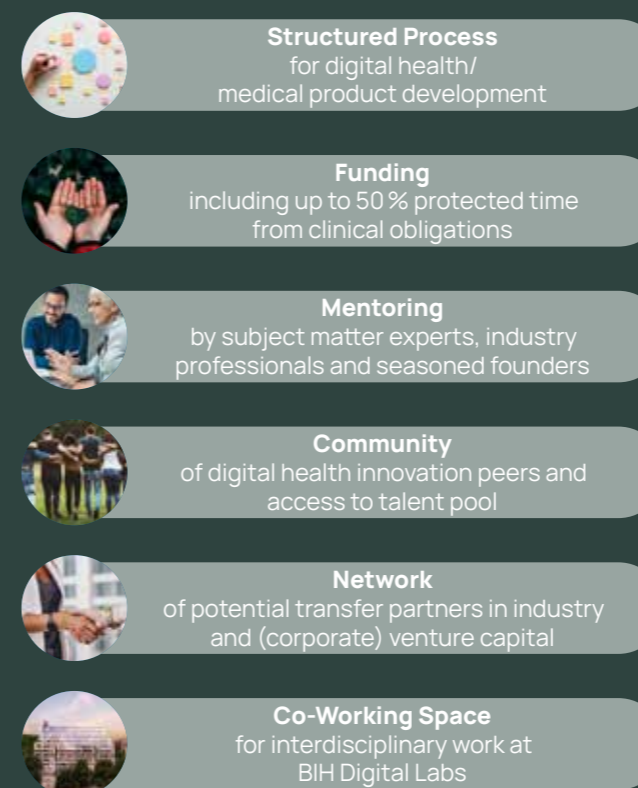 Structured Process
for digital health/
medical product development
Funding
including up to 50 % protected time
from clinical obligations
Mentoring
by subject matter experts, industry
professionals and seasoned founders
Community
of digital health innovation peers and
access to talent pool
Network
of potential transfer partners in industry
and (corporate) venture capital
Co-Working Space
for interdisciplinary work at
BIH Digital Labs